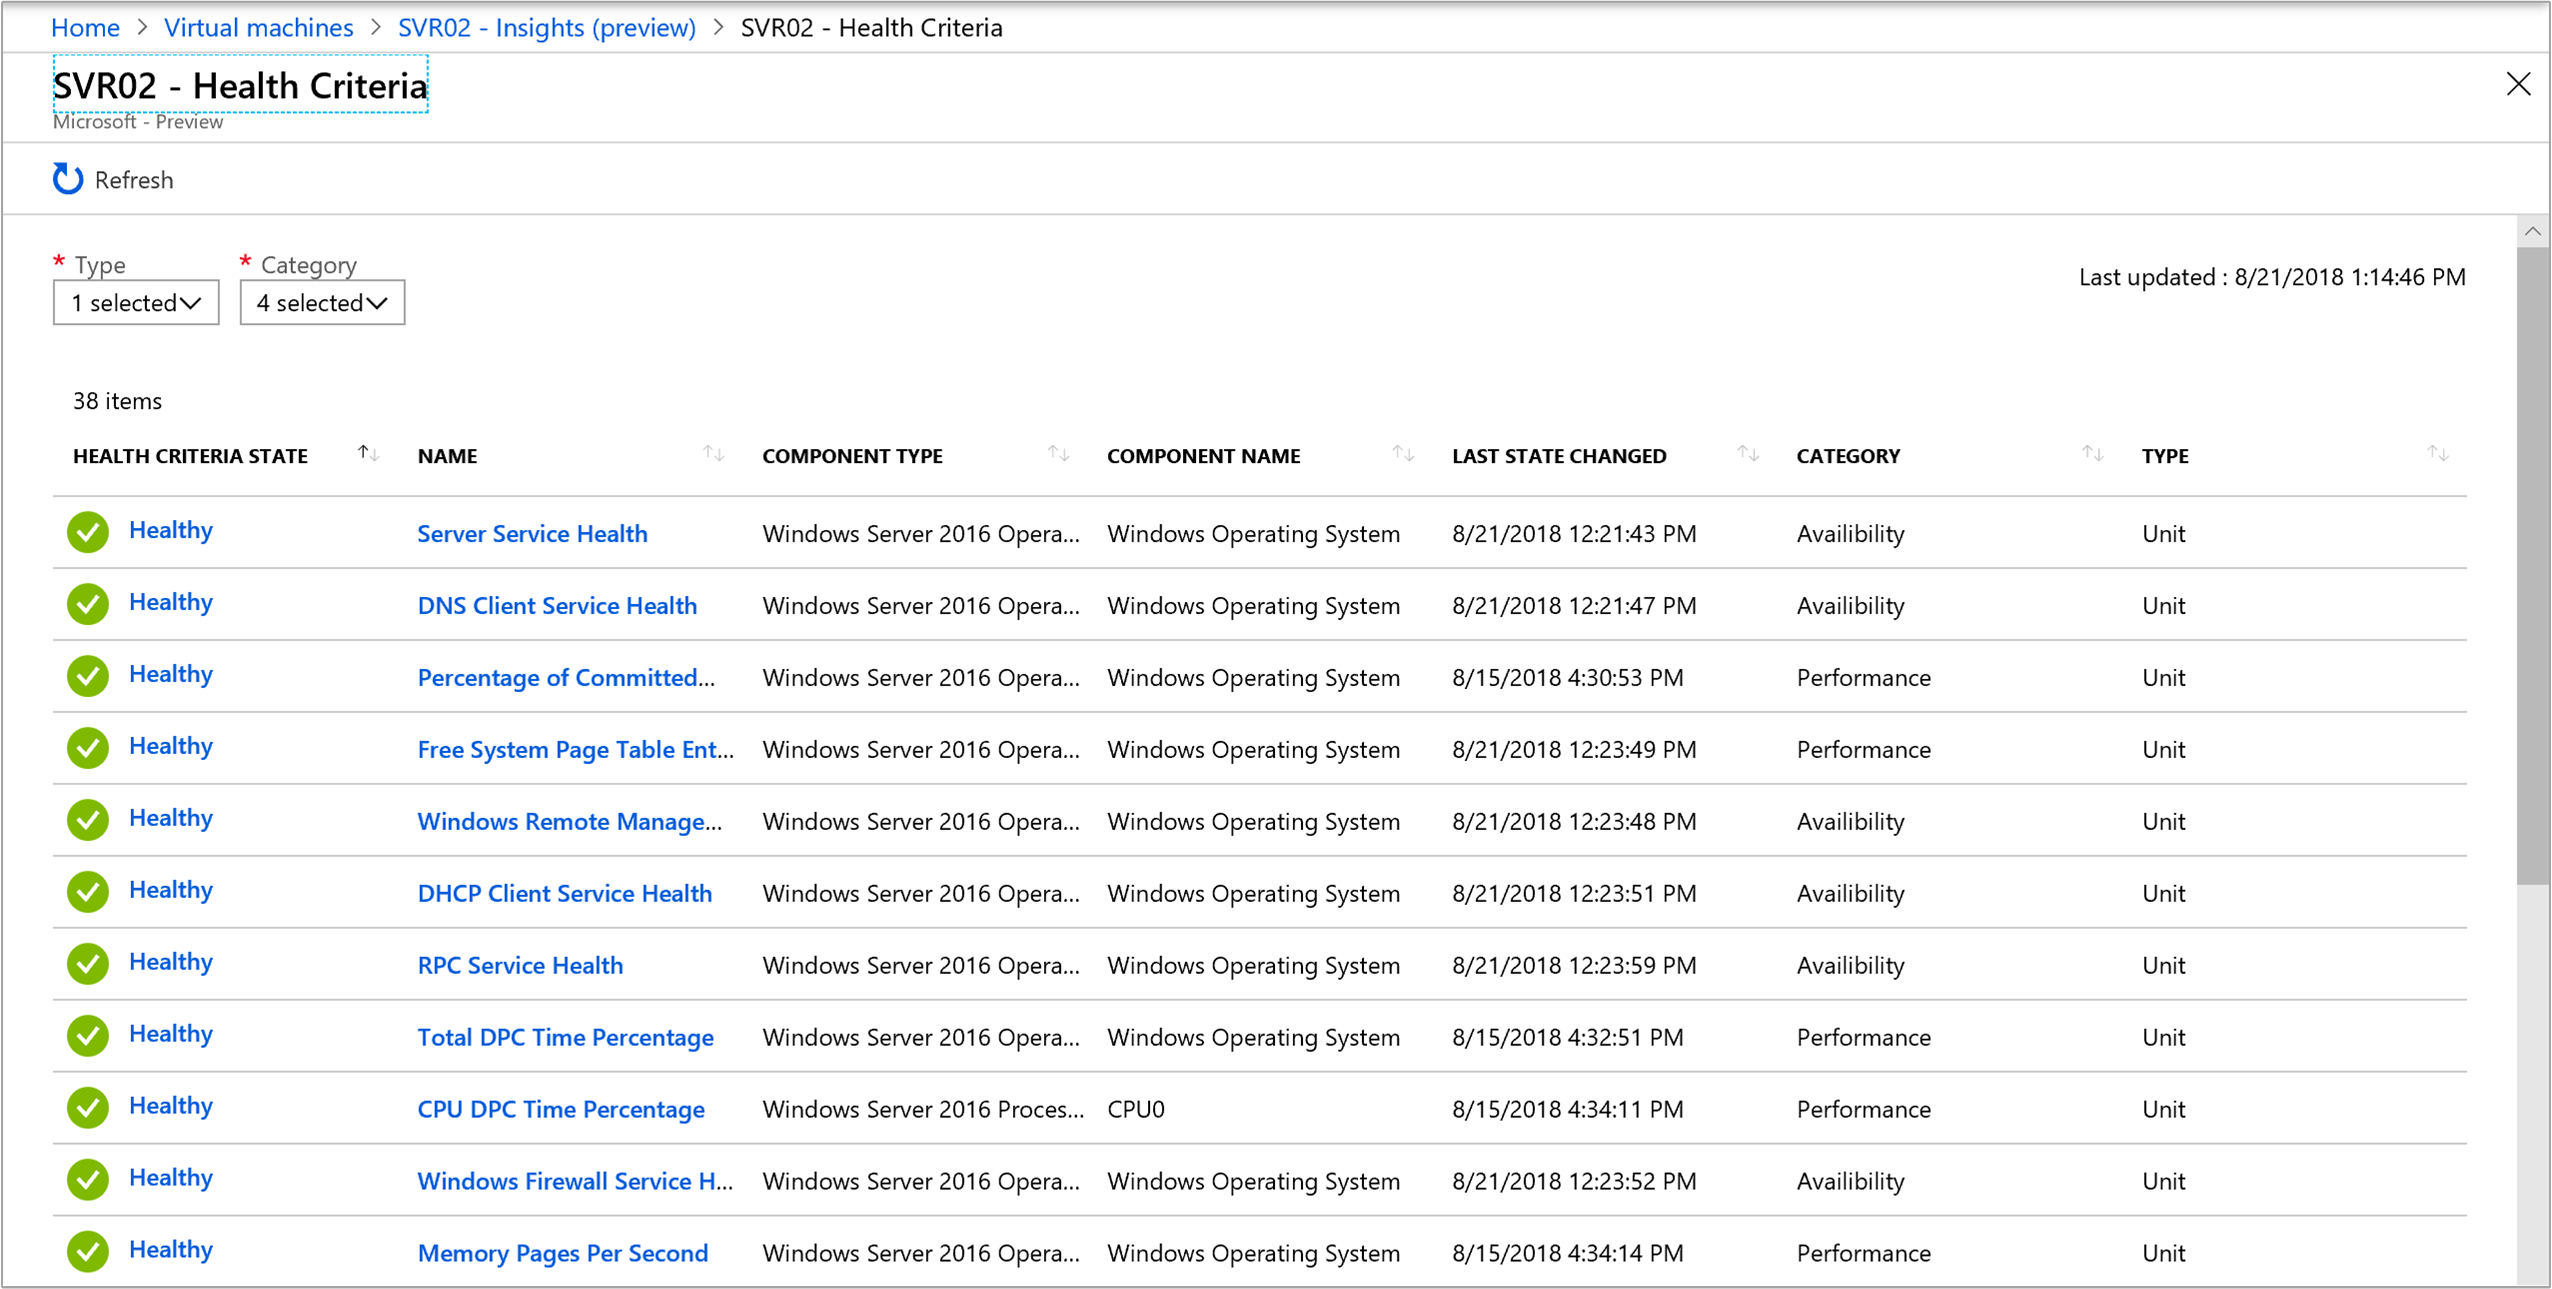 Home > Virtual machines > SVR02 - Insights (preview) > SVR02 - Health Criteria
SVR02 - Health Criteria
Microsoft - Preview
Refresh
* Type * Category
1 selected 4 selected
Last updated : 8/21/2018 1:14:46 PM
38 items
HEALTH CRITERIA STATE NAME COMPONENT TYPE COMPONENT NAME LAST STATE CHANGED CATEGORY TYPE
Healthy Server Service Health Windows Server 2016 Opera... Windows Operating System 8/21/2018 12:21:43 PM Availibility Unit
Healthy DNS Client Service Health Windows Server 2016 Opera... Windows Operating System 8/21/2018 12:21:47 PM Availibility Unit
Healthy Percentage of Committed... Windows Server 2016 Opera... Windows Operating System 8/15/2018 4:30:53 PM Performance Unit
Healthy Free System Page Table Ent... Windows Server 2016 Opera... Windows Operating System 8/21/2018 12:23:49 PM Performance Unit
Healthy Windows Remote Manage... Windows Server 2016 Opera... Windows Operating System 8/21/2018 12:23:48 PM Availibility Unit
Healthy DHCP Client Service Health Windows Server 2016 Opera... Windows Operating System 8/21/2018 12:23:51 PM Availibility Unit
Healthy RPC Service Health Windows Server 2016 Opera... Windows Operating System 8/21/2018 12:23:59 PM Availibility Unit
Healthy Total DPC Time Percentage Windows Server 2016 Opera... Windows Operating System 8/15/2018 4:32:51 PM Performance Unit
Healthy CPU DPC Time Percentage Windows Server 2016 Proces... CPU0 8/15/2018 4:34:11 PM Performance Unit
Healthy Windows Firewall Service H... Windows Server 2016 Opera... Windows Operating System 8/21/2018 12:23:52 PM Availibility Unit
Healthy Memory Pages Per Second Windows Server 2016 Opera... Windows Operating System 8/15/2018 4:34:14 PM Performance Unit